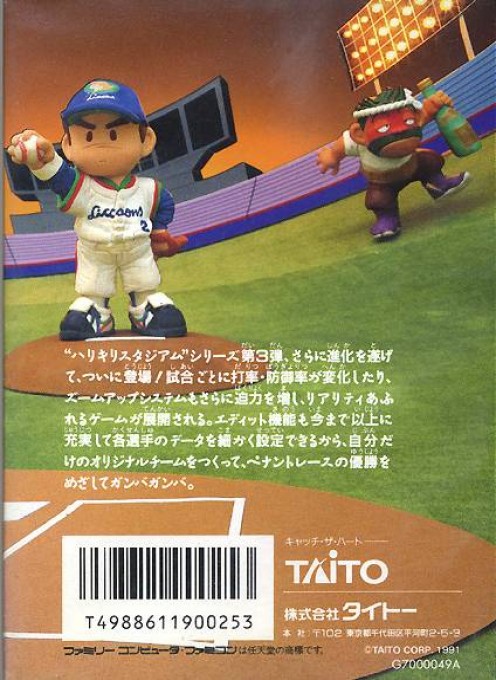 Liccaons
Liccaons
2
"ハリキリスタジアム"シリーズ第3弾、さらに進化を遂げ
て、ついに登場!試合ごとに打率・防御率が変化したり、
ズームアップシステムもさらに迫力を増し、リアリティあふ
れるゲームが展開される。エディット機能も今まで以上に
充実して各選手のデータを細かく設定できるから、自分だ
けのオリジナルチームをつくって、ペナントレースの優勝を
めざしてガンバガンバ。
キャッチ・ザ・ハート
TAITO
株式会社タイトー
本社:〒102 東京都千代田区平河町2-5-3
T4988611900253
ファミリーコンピュータ・ファミコンは任天堂の商標です。
©TAITO CORP. 1991
G7000049A